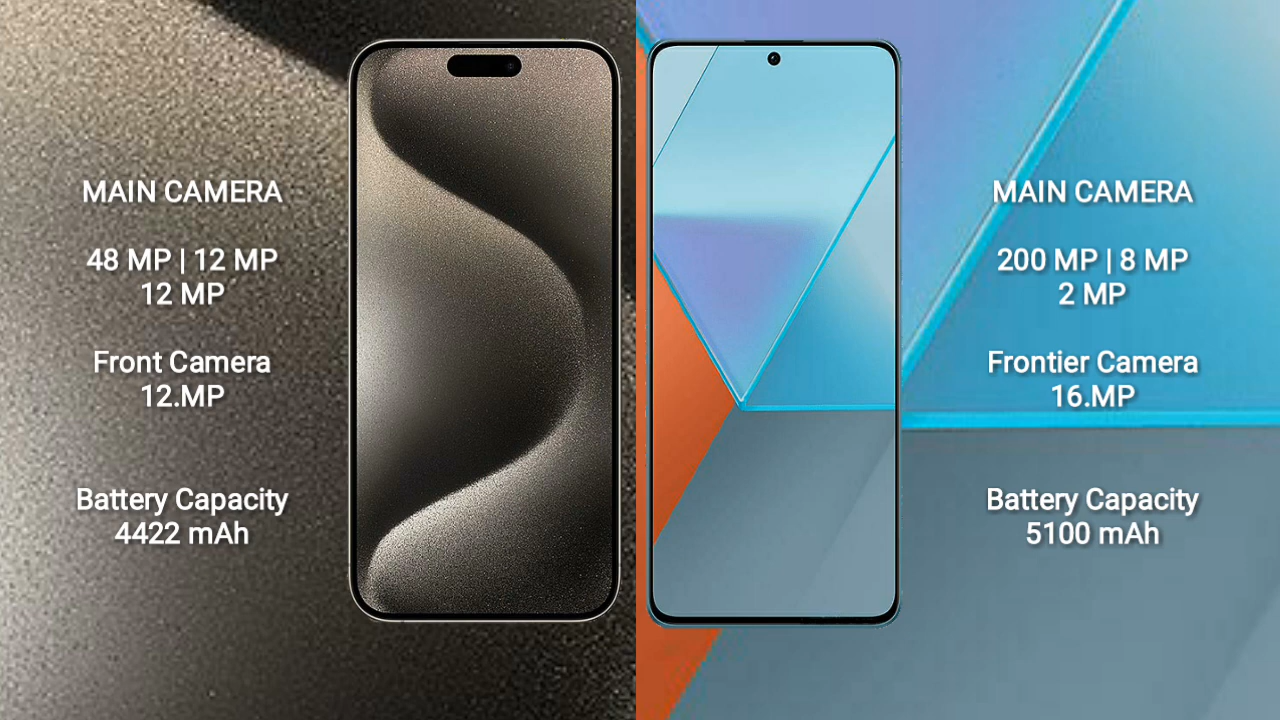 MAIN CAMERA
48 MP | 12 MP
12 MP
Front Camera
12.MP
Battery Capacity
4422 mAh
MAIN CAMERA
200 MP | 8 MP
2 MP
Frontier Camera
16.MP
Battery Capacity
5100 mAh